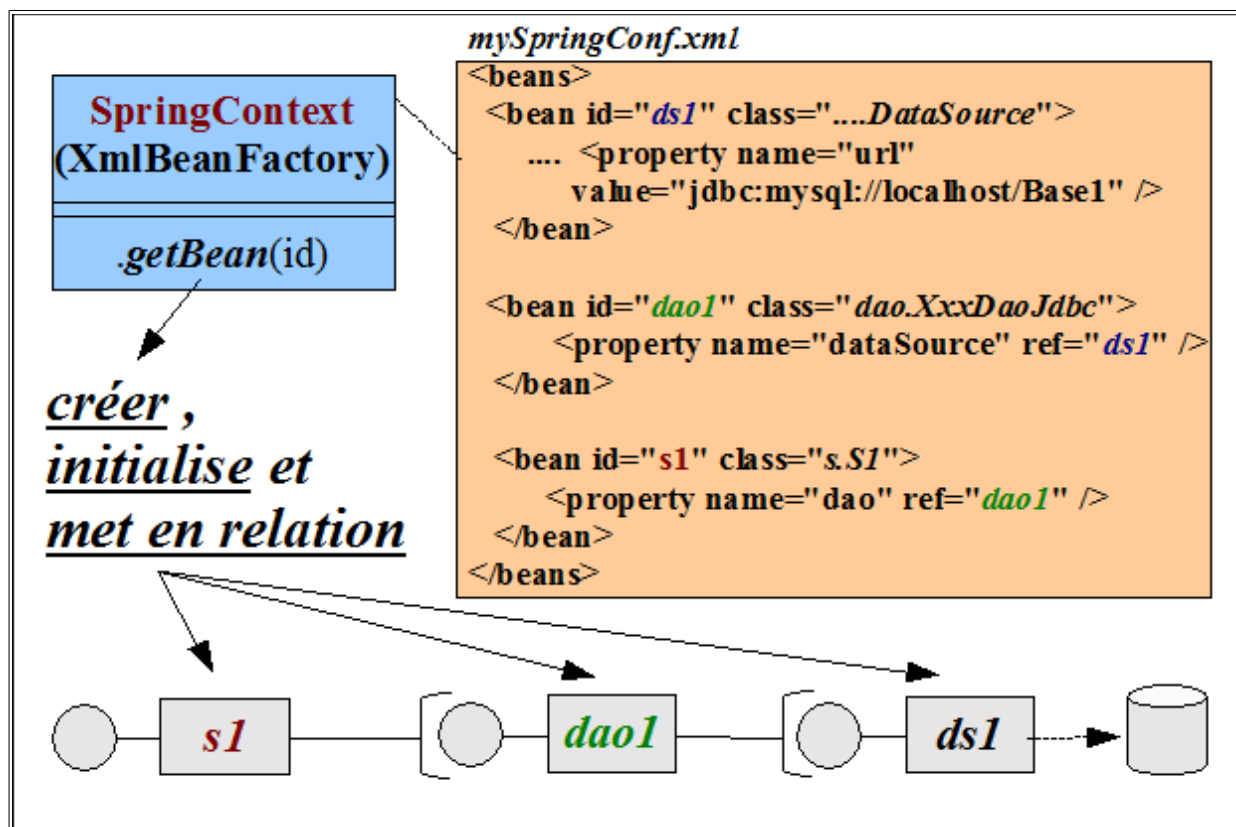 mySpringConf.xml
SpringContext
(XmlBeanFactory)
.getBean(id)
<beans>
<bean id="ds1" class="....DataSource">
.... <property name="url"
value="jdbc:mysql://localhost/Base1" />
</bean>
<bean id="dao1" class="dao.XxxDaoJdbc">
<property name="dataSource" ref="ds1" />
</bean>
<bean id="s1" class="s.S1">
<property name="dao" ref="dao1" />
</bean>
</beans>
créer ,
initialise et
met en relation
s1
dao1
ds1